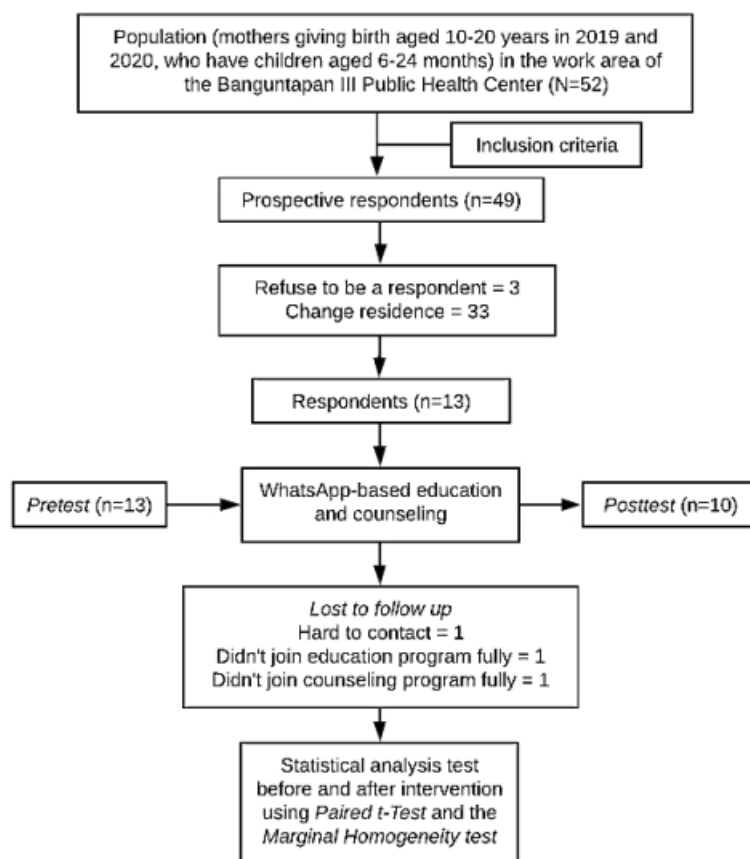 Population (mothers giving birth aged 10-20 years in 2019 and
2020, who have children aged 6-24 months) in the work area of
the Banguntapan III Public Health Center (N=52)
Inclusion criteria
Prospective respondents (n=49)
Refuse to be a respondent = 3
Change residence = 33
Respondents (n=13)
Pretest (n=13)
WhatsApp-based education
and counseling
Posttest (n=10)
Lost to follow up
Hard to contact = 1
Didn't join education program fully = 1
Didn't join counseling program fully = 1
Statistical analysis test
before and after intervention
using Paired t-Test and the
Marginal Homogeneity test